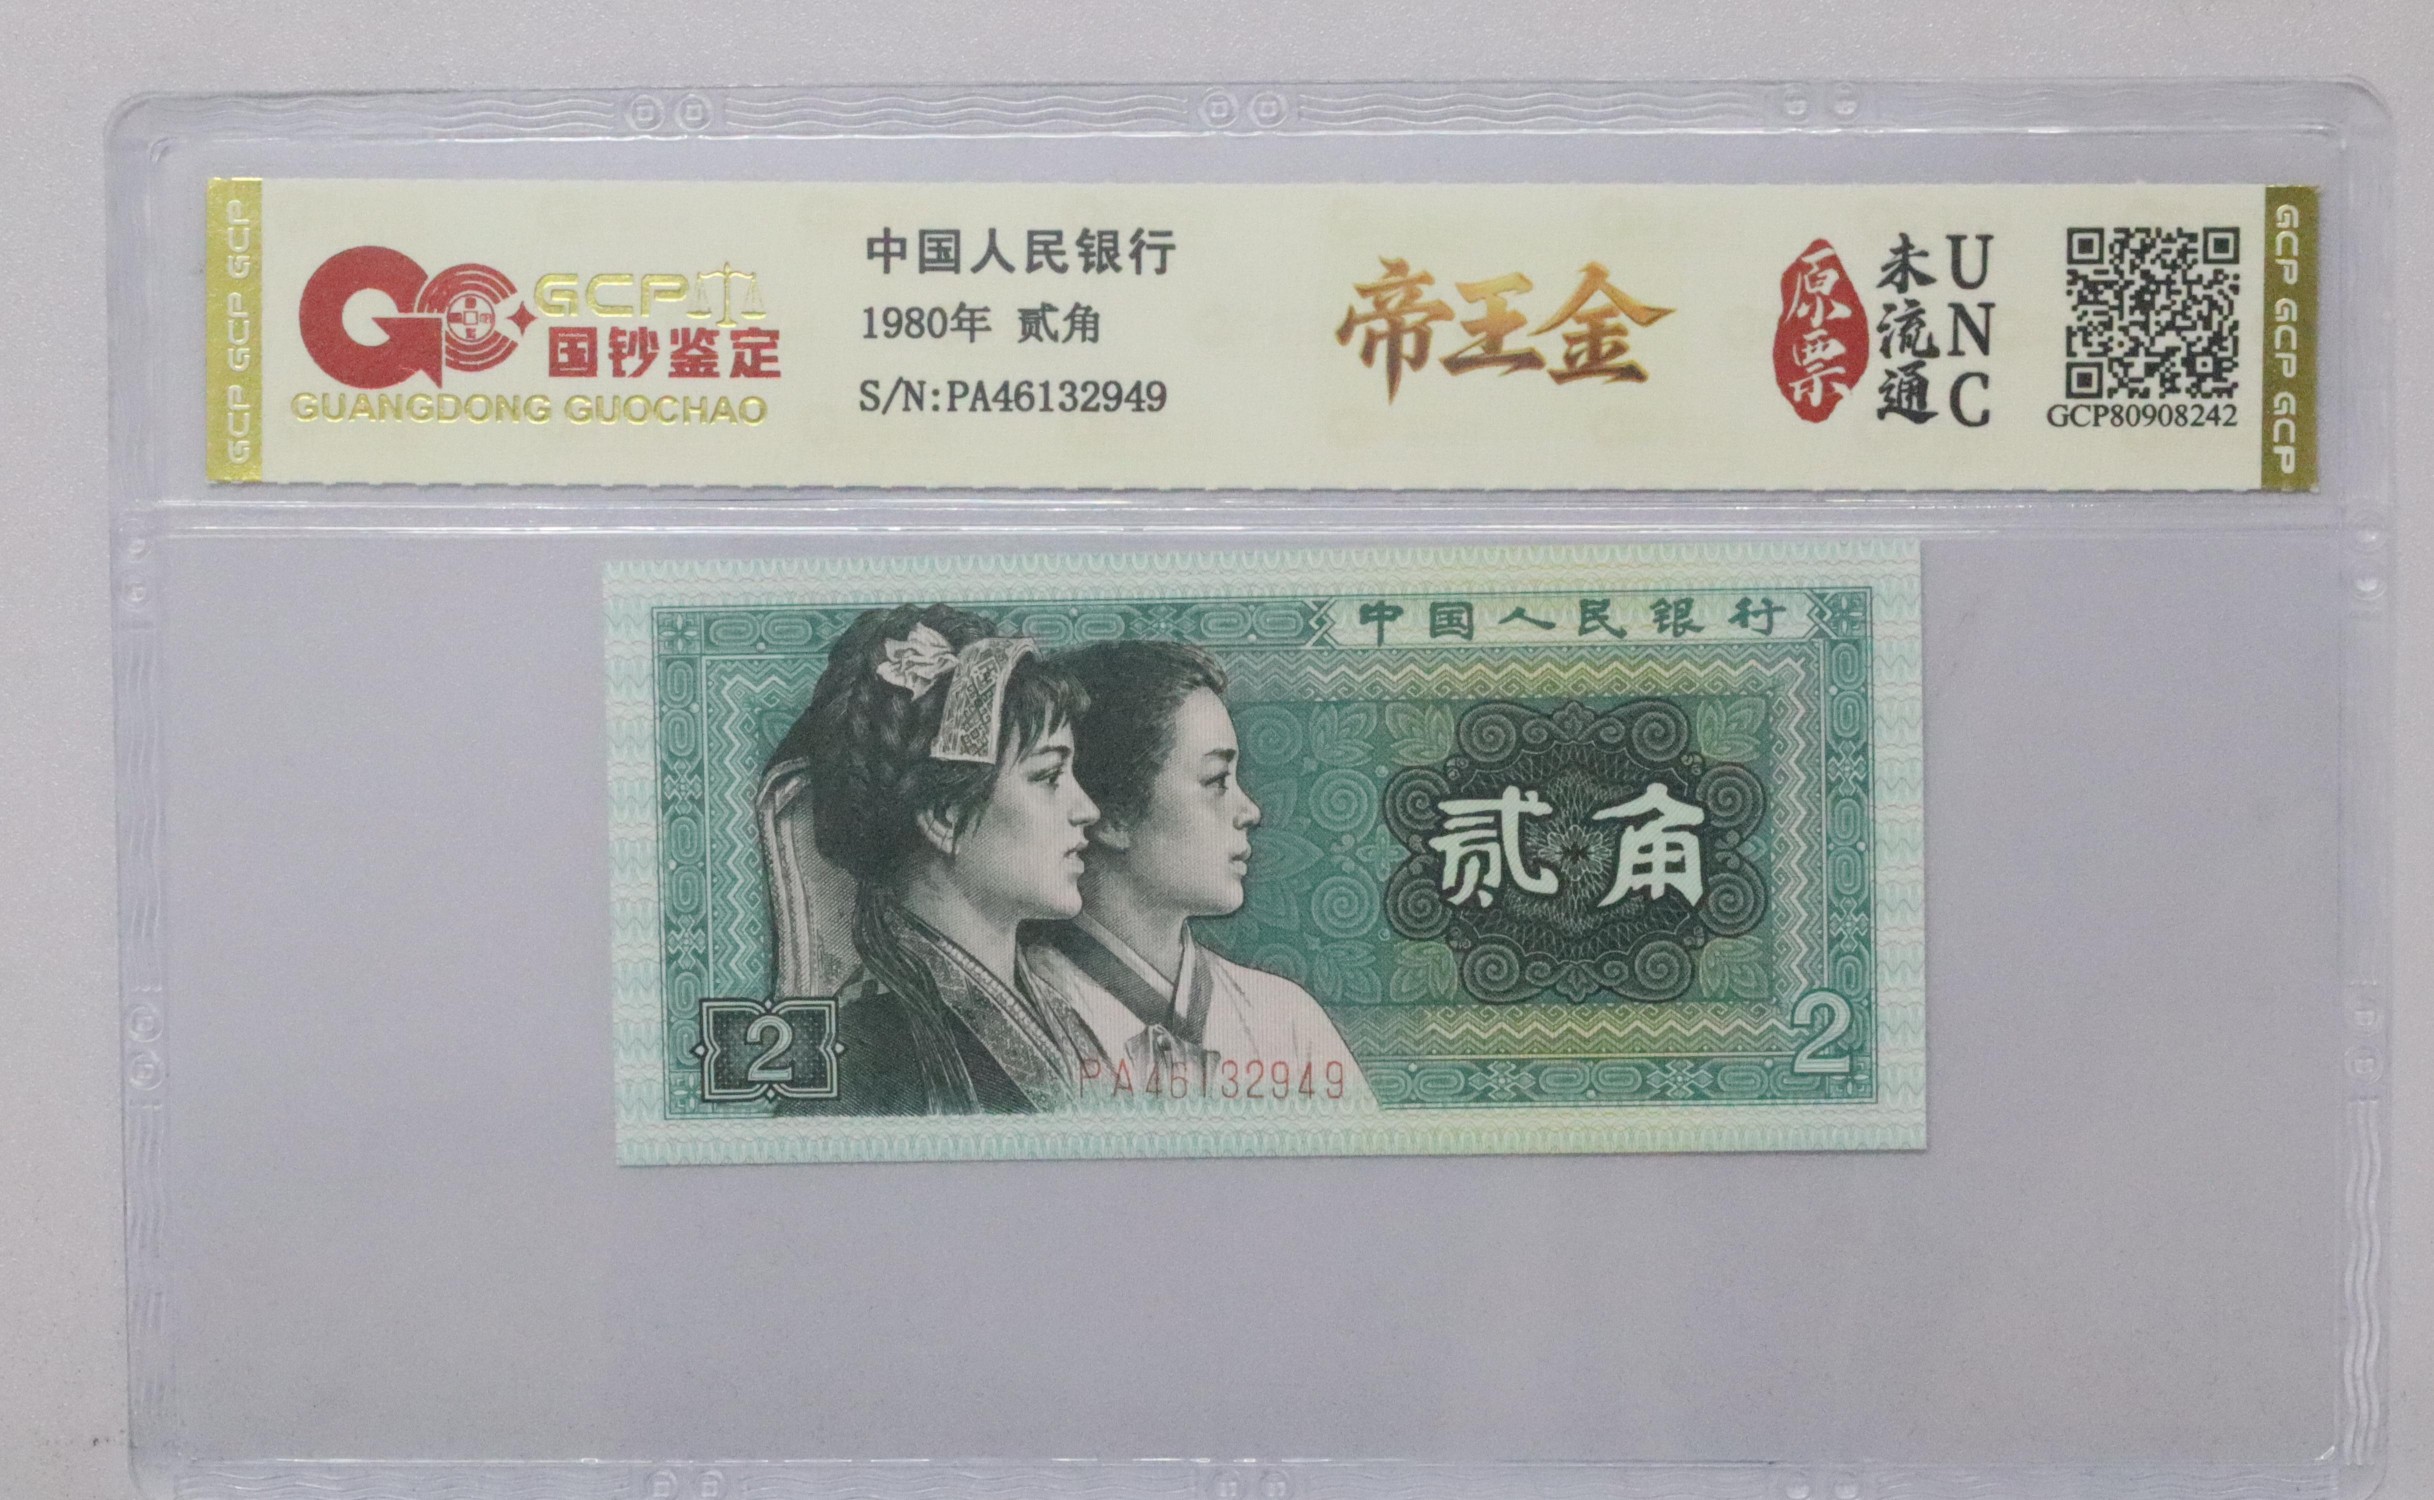 GCP GCP GCP
GCP
国钞鉴定
GUANGDONG GUOCHAO
中国人民银行
1980年 贰角
S/N:PA46132949
帝王金
原票
未流通
UNC
GCP80908242
GCP GCP GCP
中国人民银行
贰角
2
2
PA46132949